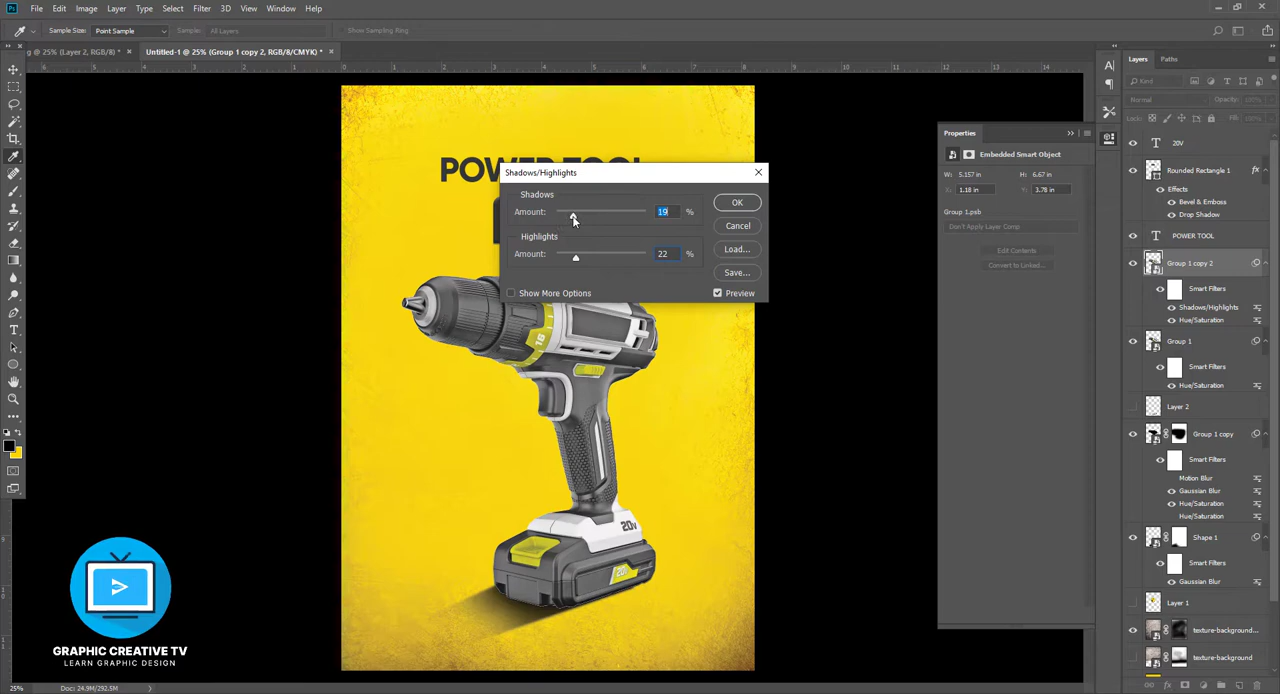 Ps File Edit Image Layer Type Select Filter 3D View Window Help
Sample Size: Point Sample Sample: All Layers Show Sampling Ring
g @ 25% (Layer 2, RGB/8) * × Untitled-1 @ 25% (Group 1 copy 2, RGB/8/CMYK) * ×
POWER TOOL
Shadows/Highlights
Shadows
Amount: 19 %
Highlights
Amount: 22 %
Show More Options
OK
Cancel
Load...
Save...
Preview
18
20v
20v
GRAPHIC CREATIVE TV
LEARN GRAPHIC DESIGN
Properties
Embedded Smart Object
W: 5.157 in H: 6.67 in
X: 1.18 in Y: 3.78 in
Group 1.psb
Don't Apply Layer Comp
Edit Contents
Convert to Linked...
Layers Paths
Kind
Normal Opacity: 100%
Lock: Fill: 100%
T 20V
Rounded Rectangle 1 fx
Effects
Bevel & Emboss
Drop Shadow
T POWER TOOL
Group 1 copy 2
Smart Filters
Shadows/Highlights
Hue/Saturation
Group 1
Smart Filters
Hue/Saturation
Layer 2
Group 1 copy
Smart Filters
Motion Blur
Gaussian Blur
Hue/Saturation
Hue/Saturation
Shape 1
Smart Filters
Gaussian Blur
Layer 1
texture-background...
texture-background
25% Doc: 24.9M/292.5M